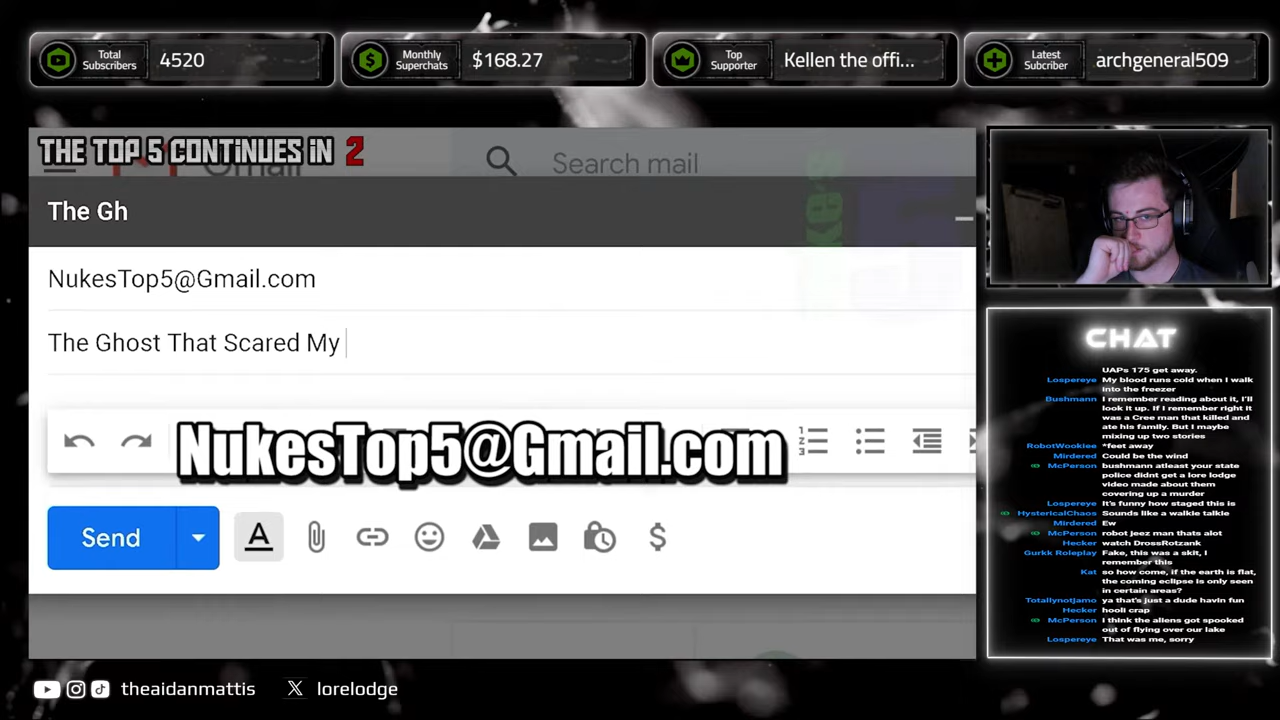 Total
Subscribers
4520
Monthly
Superchats
$168.27
Top
Supporter
Kellen the offi...
Latest
Subcriber
archgeneral509
THE TOP 5 CONTINUES IN 2
Gmail
Search mail
The Gh
NukesTop5@Gmail.com
The Ghost That Scared My
NukesTop5@Gmail.com
Send
CHAT
UAPs 175 get away.
Lospereye My blood runs cold when I walk
into the freezer
Bushmann I remember reading about it, I'll
look it up. If I remember right it
was a Cree man that killed and
ate his family. But I maybe
mixing up two stories
RobotWookiee *feet away
Mirdered Could be the wind
McPerson bushmann atleast your state
police didnt get a lore lodge
video made about them
covering up a murder
Lospereye It's funny how staged this is
HystericalChaos Sounds like a walkie talkie
Mirdered Ew
McPerson robot jeez man thats alot
Hecker watch DrossRotzank
Gurkk Roleplay Fake, this was a skit, I
remember this
Kat so how come, if the earth is flat,
the coming eclipse is only seen
in certain areas?
Totallynotjamo ya that's just a dude havin fun
Hecker hooli crap
McPerson I think the aliens got spooked
out of flying over our lake
Lospereye That was me, sorry
theaidanmattis
lorelodge